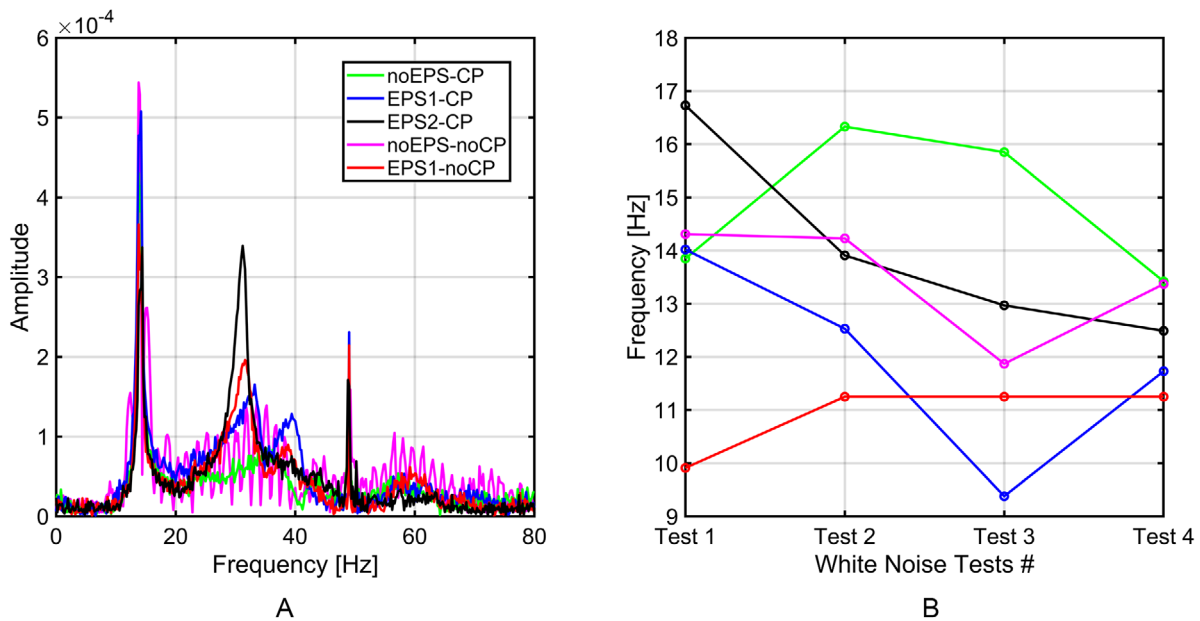 ×10⁻⁴
6
5
4
3
2
1
0
Amplitude
noEPS-CP
EPS1-CP
EPS2-CP
noEPS-noCP
EPS1-noCP
0 20 40 60 80
Frequency [Hz]
A
18
17
16
15
14
13
12
11
10
9
Frequency [Hz]
Test 1 Test 2 Test 3 Test 4
White Noise Tests #
B